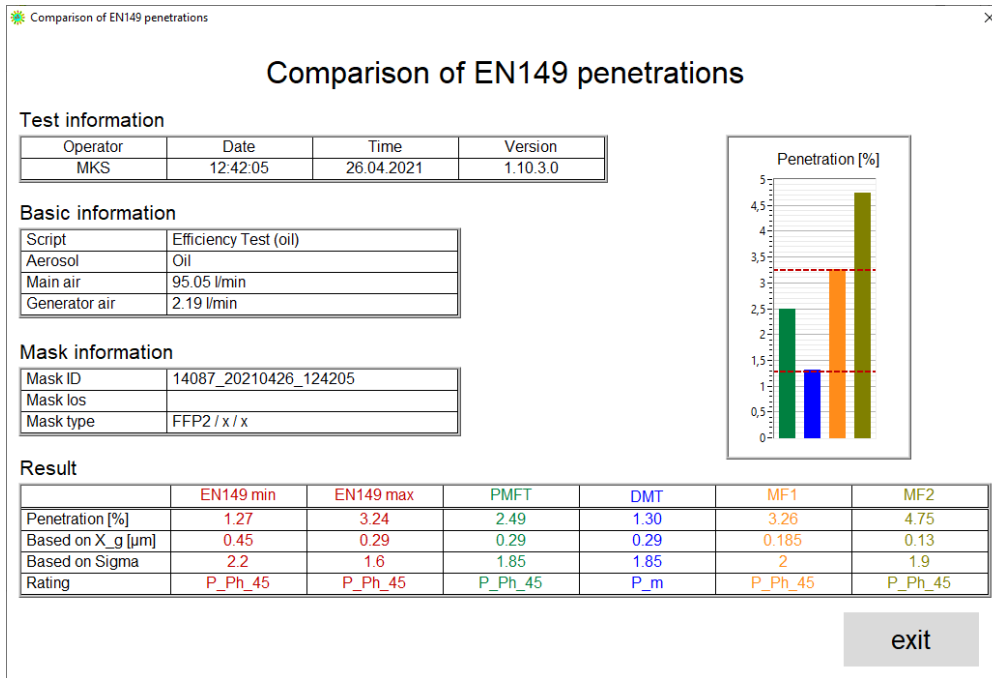 Comparison of EN149 penetrations
Comparison of EN149 penetrations
Test information
Operator Date Time Version
MKS 12:42:05 26.04.2021 1.10.3.0
Penetration [%]
5
4,5
4
3,5
3
2,5
2
1,5
1
0,5
0
Basic information
Script Efficiency Test (oil)
Aerosol Oil
Main air 95.05 l/min
Generator air 2.19 l/min
Mask information
Mask ID 14087_20210426_124205
Mask los
Mask type FFP2 / x / x
Result
EN149 min EN149 max PMFT DMT MF1 MF2
Penetration [%] 1.27 3.24 2.49 1.30 3.26 4.75
Based on X_g [µm] 0.45 0.29 0.29 0.29 0.185 0.13
Based on Sigma 2.2 1.6 1.85 1.85 2 1.9
Rating P_Ph_45 P_Ph_45 P_Ph_45 P_m P_Ph_45 P_Ph_45
exit